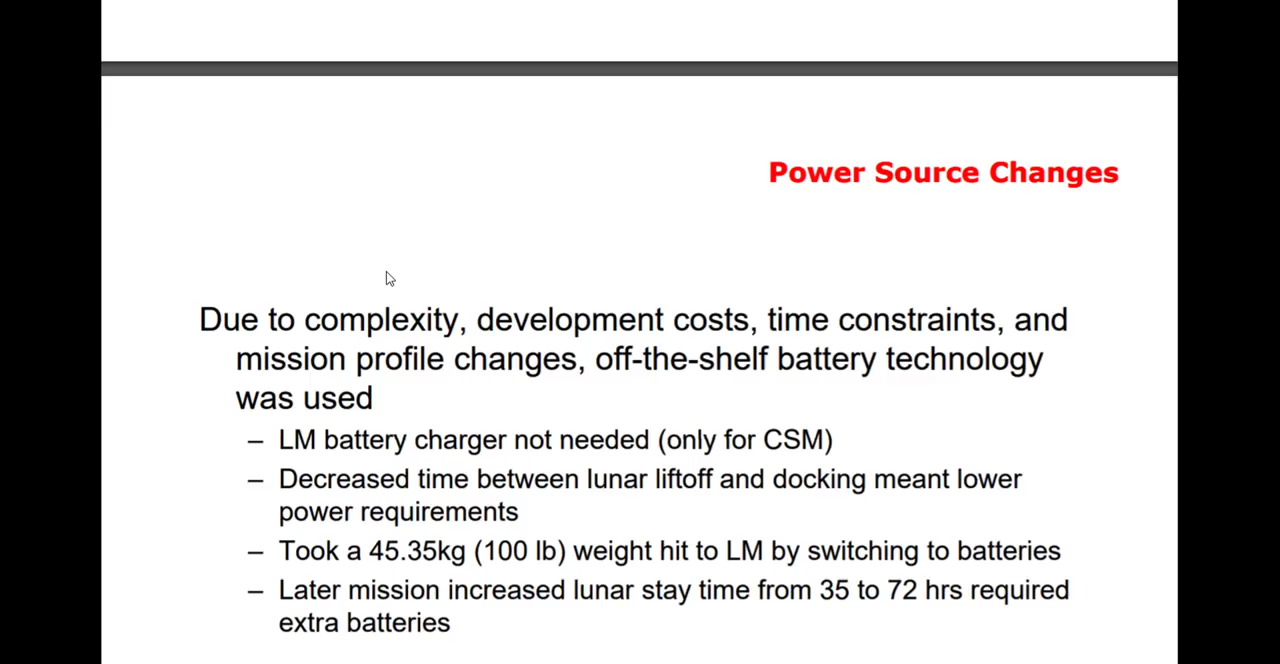 Power Source Changes
Due to complexity, development costs, time constraints, and
mission profile changes, off-the-shelf battery technology
was used
– LM battery charger not needed (only for CSM)
– Decreased time between lunar liftoff and docking meant lower
power requirements
– Took a 45.35kg (100 lb) weight hit to LM by switching to batteries
– Later mission increased lunar stay time from 35 to 72 hrs required
extra batteries